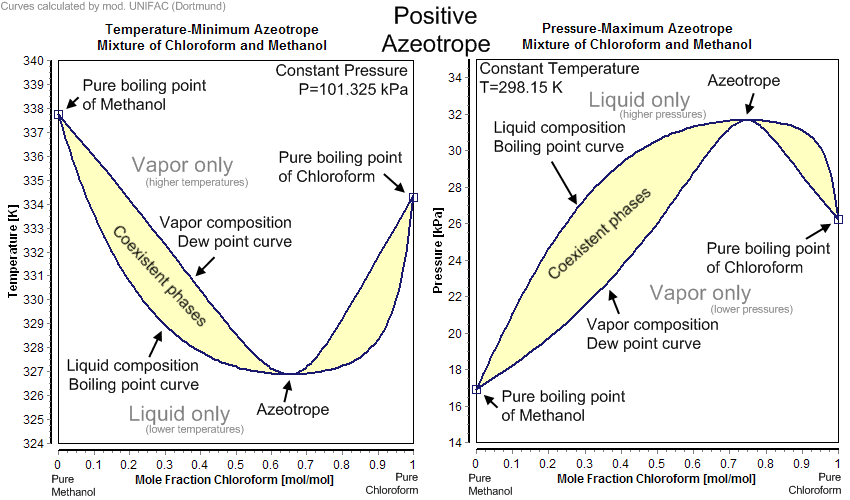 Curves calculated by mod. UNIFAC (Dortmund)
Positive
Azeotrope
Temperature-Minimum Azeotrope
Mixture of Chloroform and Methanol
340
339
338
337
336
335
334
333
332
331
330
329
328
327
326
325
324
Temperature [K]
Constant Pressure
P=101.325 kPa
Pure boiling point
of Methanol
Vapor only
(higher temperatures)
Pure boiling point
of Chloroform
Vapor composition
Dew point curve
Coexistent phases
Liquid composition
Boiling point curve
Azeotrope
Liquid only
(lower temperatures)
0 0.1 0.2 0.3 0.4 0.5 0.6 0.7 0.8 0.9 1
Pure
Methanol
Mole Fraction Chloroform [mol/mol]
Pure
Chloroform
Pressure-Maximum Azeotrope
Mixture of Chloroform and Methanol
34
32
30
28
26
24
22
20
18
16
14
Pressure [kPa]
Constant Temperature
T=298.15 K
Azeotrope
Liquid only
(higher pressures)
Liquid composition
Boiling point curve
Coexistent phases
Pure boiling point
of Chloroform
Vapor only
(lower pressures)
Vapor composition
Dew point curve
Pure boiling point
of Methanol
0 0.1 0.2 0.3 0.4 0.5 0.6 0.7 0.8 0.9 1
Pure
Methanol
Mole Fraction Chloroform [mol/mol]
Pure
Chloroform